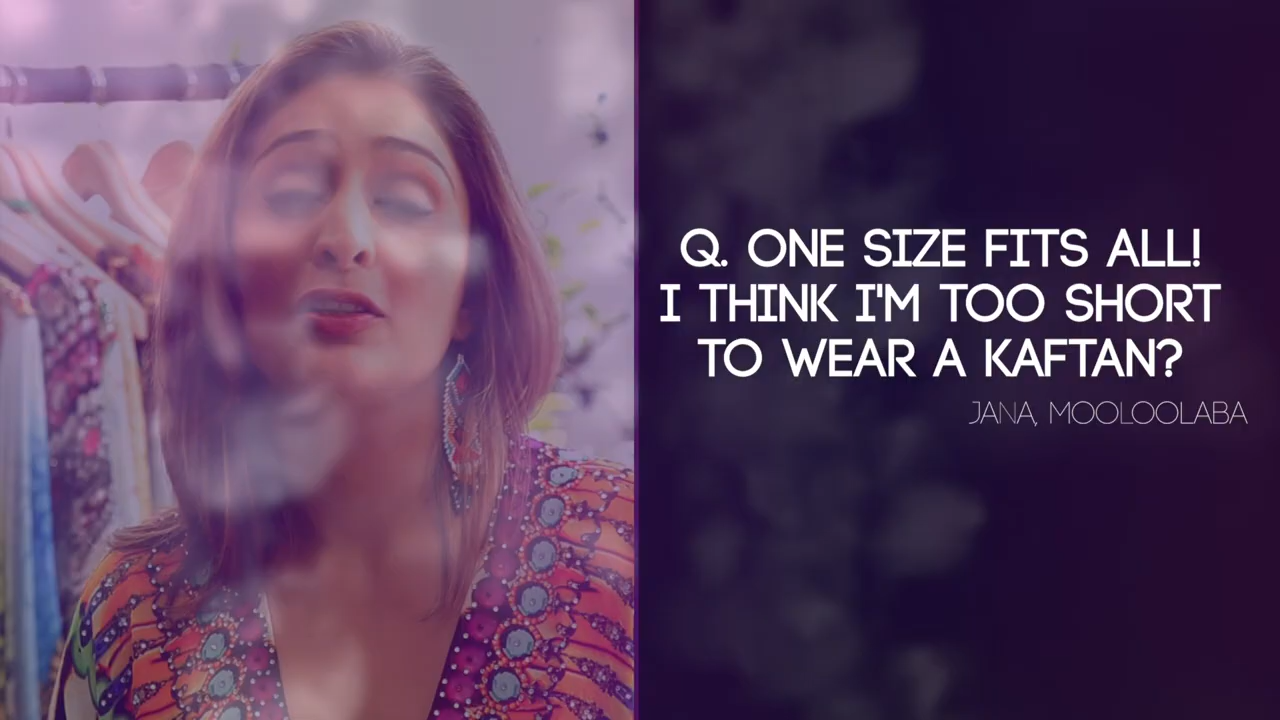 Q. ONE SIZE FITS ALL!
I THINK I'M TOO SHORT
TO WEAR A KAFTAN?
JANA, MOOLOOLABA